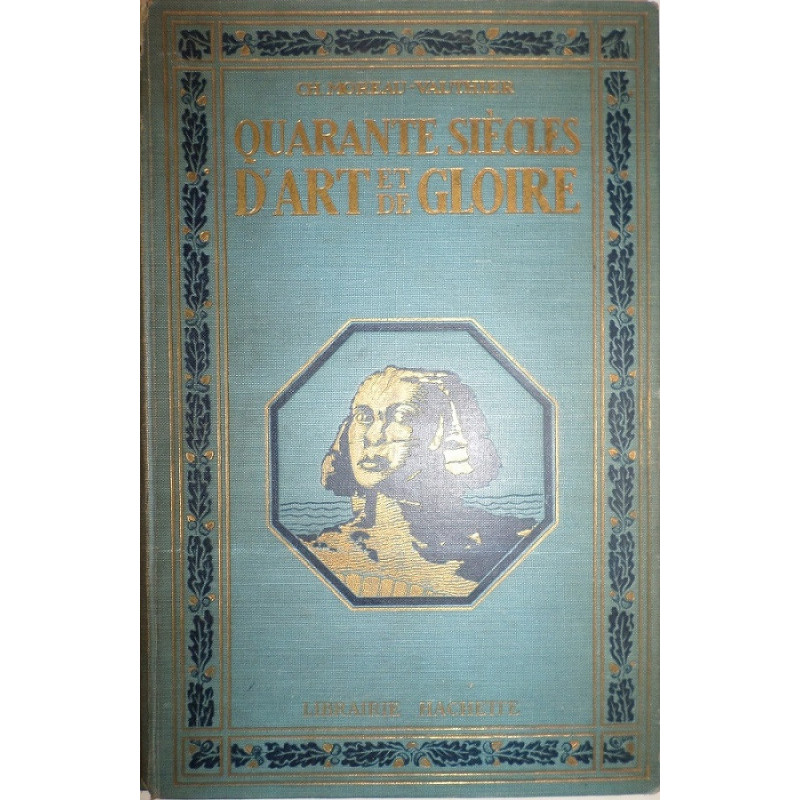 CH. MOREAU-VAUTHIER
QUARANTE SIÈCLES
D'ART ET DE GLOIRE
LIBRAIRIE HACHETTE